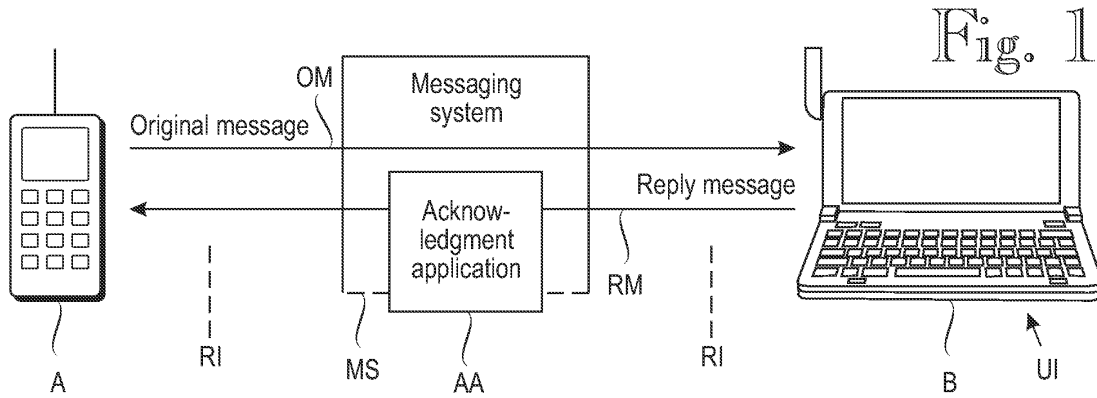 Fig. 1
OM
Messaging
system
Original message
Reply message
Acknow-
ledgment
application
RM
RI
RI
MS
AA
A
B
UI